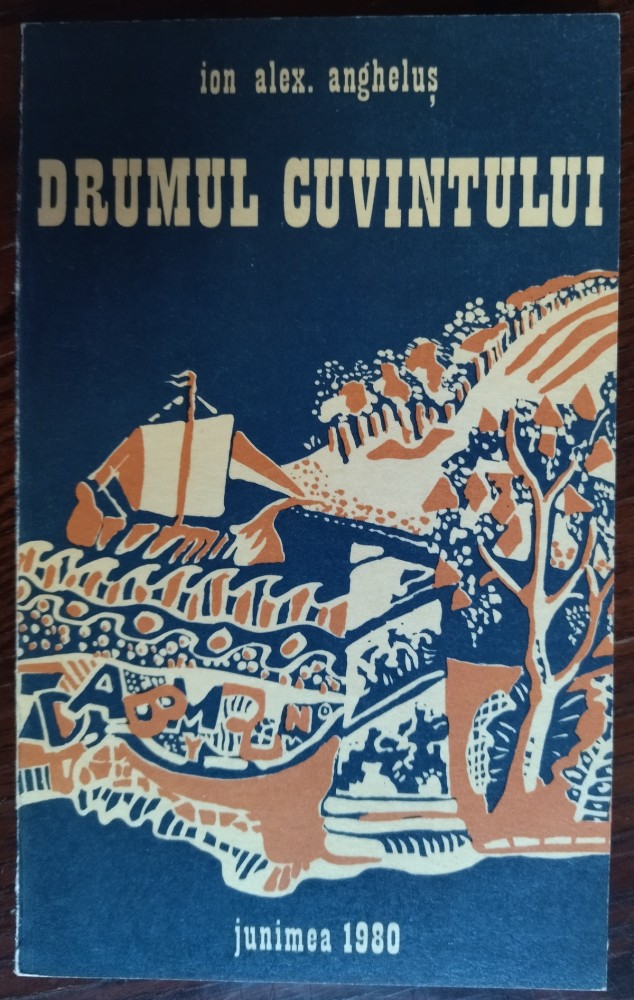 ion alex. angheluș
DRUMUL CUVINTULUI
junimea 1980